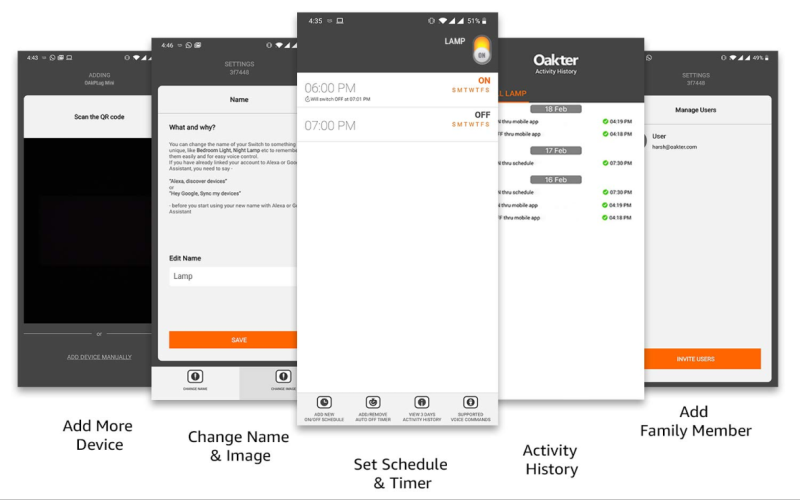 4:43
49%
ADDING
OAKPLUG Mini
Scan the QR code
or
ADD DEVICE MANUALLY
4:46
SETTINGS
3f7448
Name
What and why?
You can change the name of your Switch to something
unique, like Bedroom Light, Night Lamp etc to remember
them easily and for easy voice control.
If you have already linked your account to Alexa or Goo
Assistant, you need to say -
"Alexa, discover devices"
or
"Hey Google, Sync my devices"
- before you start using your new name with Alexa or Go
Assistant
Edit Name
Lamp
SAVE
CHANGE NAME
CHANGE IMAGE
4:35
51%
LAMP
ON
06:00 PM
ON
Will switch OFF at 07:01 PM
S M T W T F S
07:00 PM
OFF
S M T W T F S
ADD NEW
ON/OFF SCHEDULE
ADD/REMOVE
AUTO OFF TIMER
VIEW 3 DAYS
ACTIVITY HISTORY
SUPPORTED
VOICE COMMANDS
Oakter
Activity History
LL LAMP
18 Feb
N thru mobile app 04:19 PM
FF thru mobile app 04:18 PM
17 Feb
N thru schedule 07:30 PM
16 Feb
N thru schedule 07:30 PM
N thru mobile app 04:19 PM
FF thru mobile app 04:18 PM
SETTINGS
3f7448
Manage Users
User
harsh@oakter.com
INVITE USERS
Add More
Device
Change Name
& Image
Set Schedule
& Timer
Activity
History
Add
Family Member